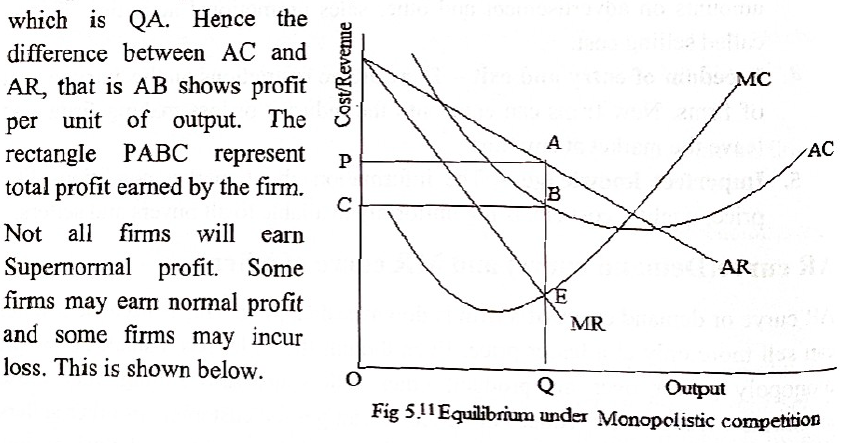 which is QA. Hence the
difference between AC and
AR, that is AB shows profit
per unit of output. The
rectangle PABC represent
total profit earned by the firm.
Not all firms will earn
Supernormal profit. Some
firms may earn normal profit
and some firms may incur
loss. This is shown below.
Cost/Revenue
MC
A
AC
P
B
C
AR
E
MR
O
Q
Output
Fig 5.11 Equilibrium under Monopolistic competition